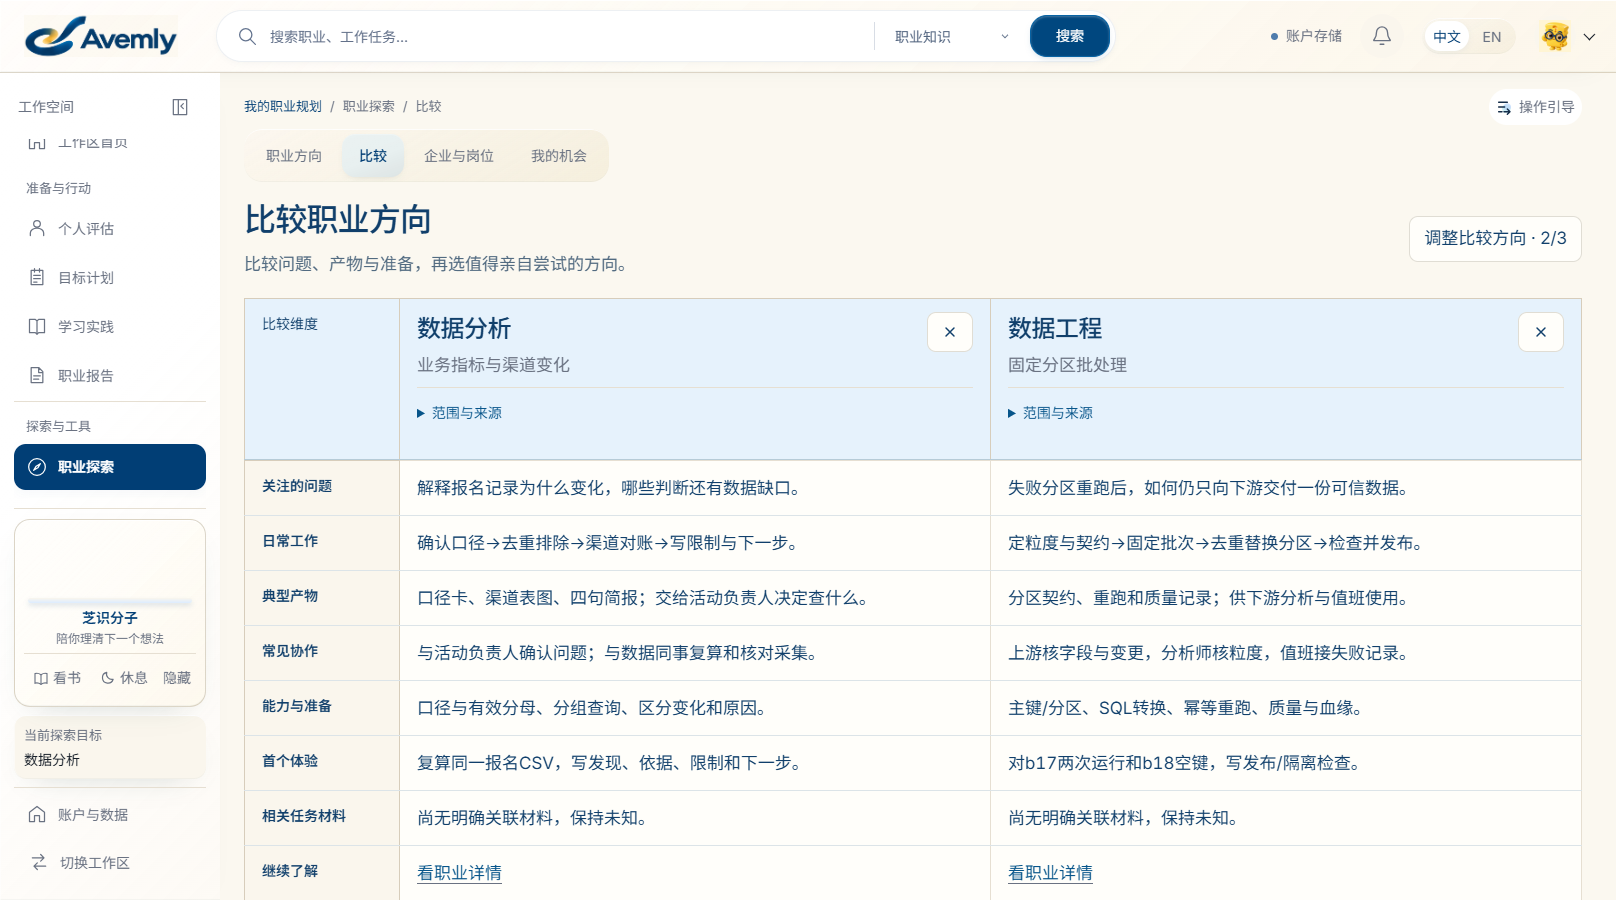 Avemly
搜索职业、工作任务...
职业知识
搜索
账户存储
中文 EN
工作空间
工作区首页
准备与行动
个人评估
目标计划
学习实践
职业报告
探索与工具
职业探索
芝识分子
陪你理清下一个想法
看书 休息 隐藏
当前探索目标
数据分析
账户与数据
切换工作区
我的职业规划 / 职业探索 / 比较
操作引导
职业方向 比较 企业与岗位 我的机会
比较职业方向
比较问题、产物与准备，再选值得亲自尝试的方向。
调整比较方向 · 2/3
比较维度 数据分析 × 数据工程 ×
业务指标与渠道变化 固定分区批处理
▶ 范围与来源 ▶ 范围与来源
关注的问题 解释报名记录为什么变化，哪些判断还有数据缺口。 失败分区重跑后，如何仍只向下游交付一份可信数据。
日常工作 确认口径→去重排除→渠道对账→写限制与下一步。 定粒度与契约→固定批次→去重替换分区→检查并发布。
典型产物 口径卡、渠道表图、四句简报；交给活动负责人决定查什么。 分区契约、重跑和质量记录；供下游分析与值班使用。
常见协作 与活动负责人确认问题；与数据同事复算和核对采集。 上游核字段与变更，分析师核粒度，值班接失败记录。
能力与准备 口径与有效分母、分组查询、区分变化和原因。 主键/分区、SQL转换、幂等重跑、质量与血缘。
首个体验 复算同一报名CSV，写发现、依据、限制和下一步。 对b17两次运行和b18空键，写发布/隔离检查。
相关任务材料 尚无明确关联材料，保持未知。 尚无明确关联材料，保持未知。
继续了解 看职业详情 看职业详情